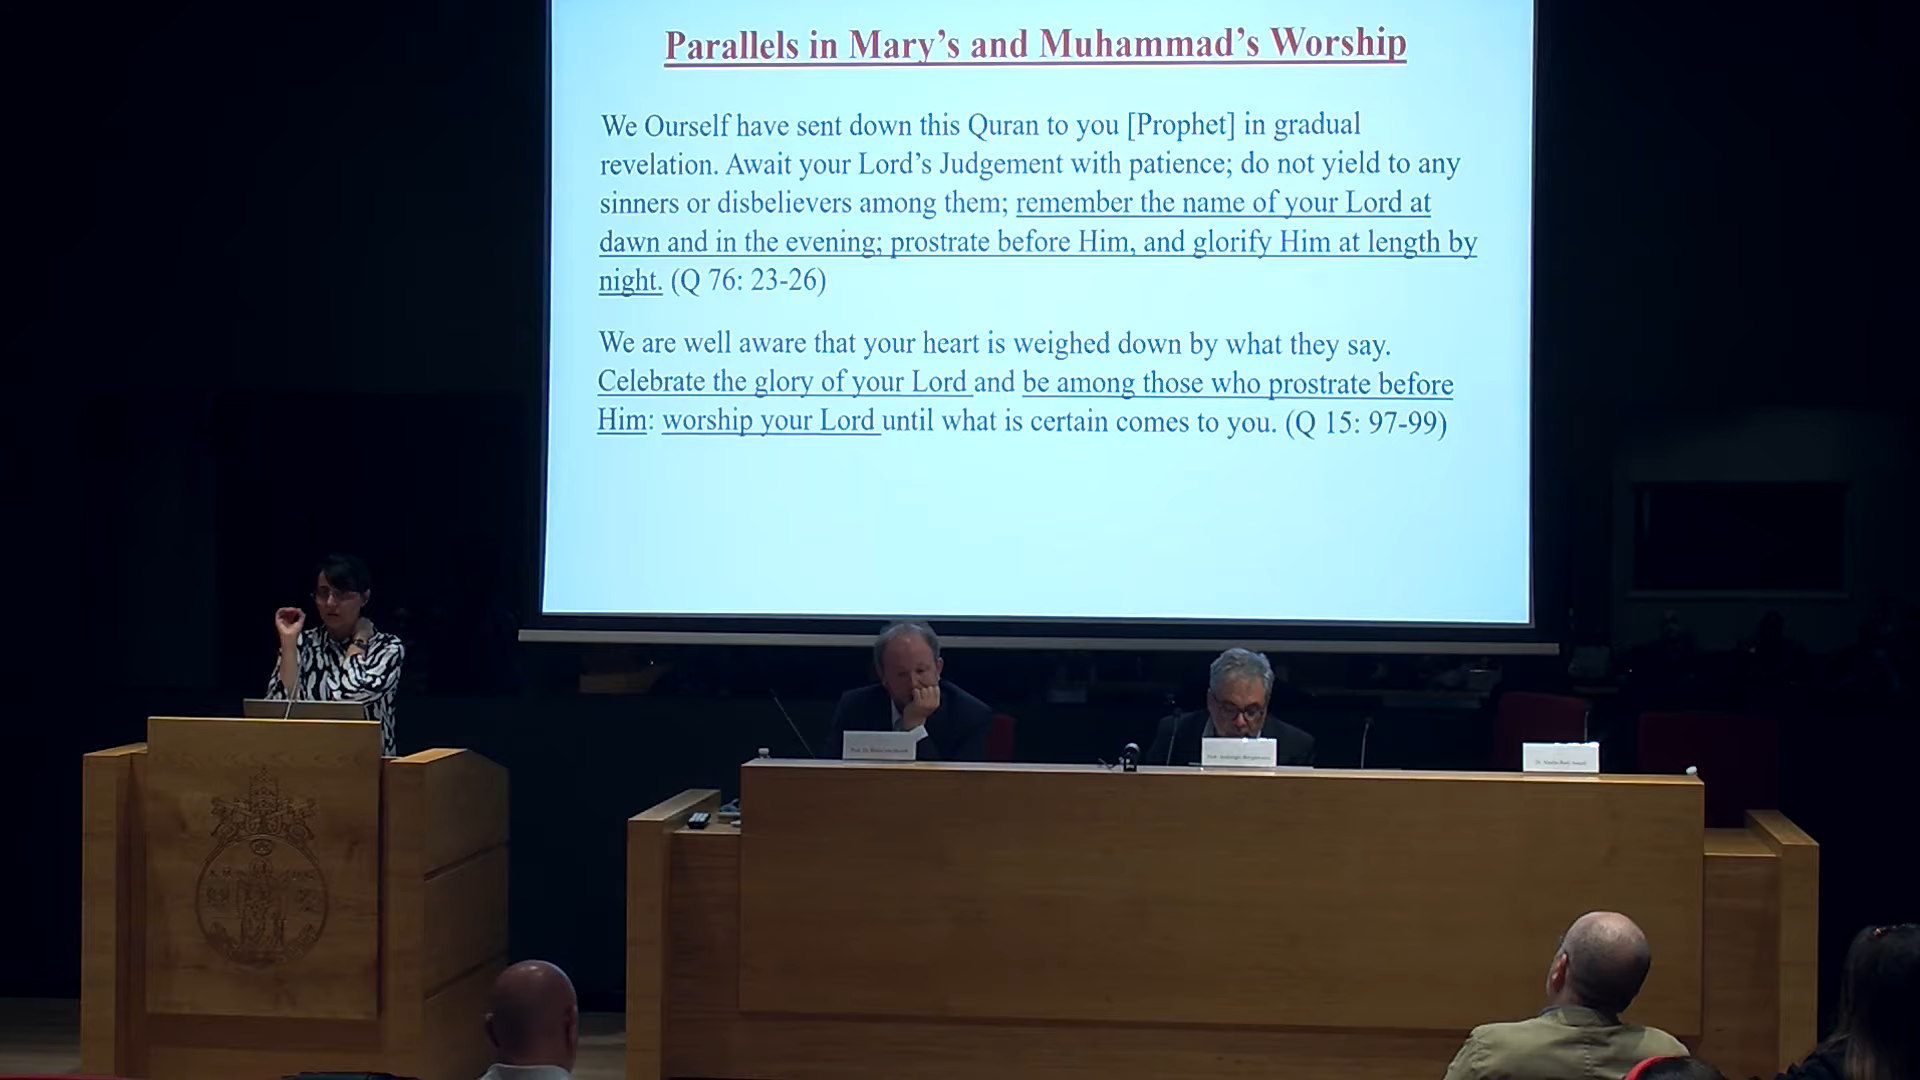 Parallels in Mary’s and Muhammad’s Worship
We Ourself have sent down this Quran to you [Prophet] in gradual
revelation. Await your Lord’s Judgement with patience; do not yield to any
sinners or disbelievers among them; remember the name of your Lord at
dawn and in the evening; prostrate before Him, and glorify Him at length by
night. (Q 76: 23-26)
We are well aware that your heart is weighed down by what they say.
Celebrate the glory of your Lord and be among those who prostrate before
Him: worship your Lord until what is certain comes to you. (Q 15: 97-99)